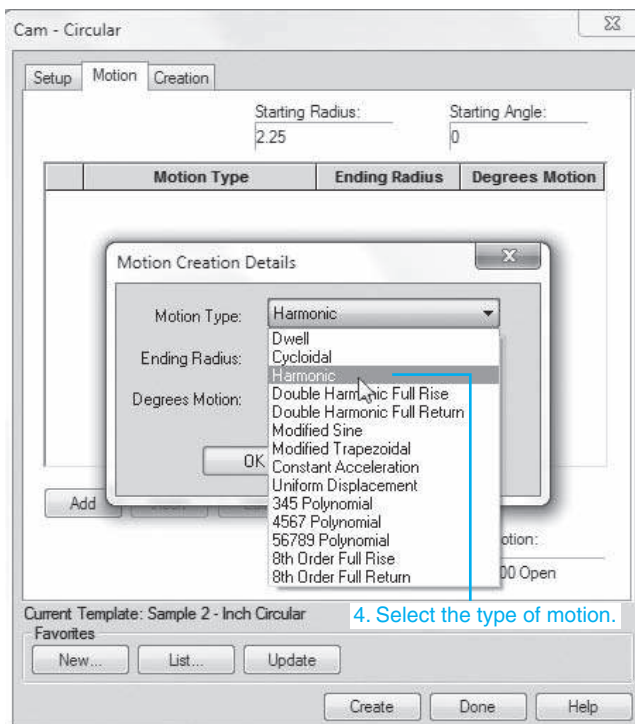 Cam - Circular
Setup Motion Creation
Starting Radius: Starting Angle:
2.25 0
Motion Type Ending Radius Degrees Motion
Motion Creation Details
Motion Type: Harmonic
Dwell
Ending Radius: Cycloidal
Harmonic
Degrees Motion: Double Harmonic Full Rise
Double Harmonic Full Return
Modified Sine
Modified Trapezoidal
OK Constant Acceleration
Uniform Displacement
Add 345 Polynomial
4567 Polynomial
56789 Polynomial
8th Order Full Rise
8th Order Full Return
00 Open
4. Select the type of motion.
Current Template: Sample 2 - Inch Circular
Favorites
New... List... Update
Create Done Help